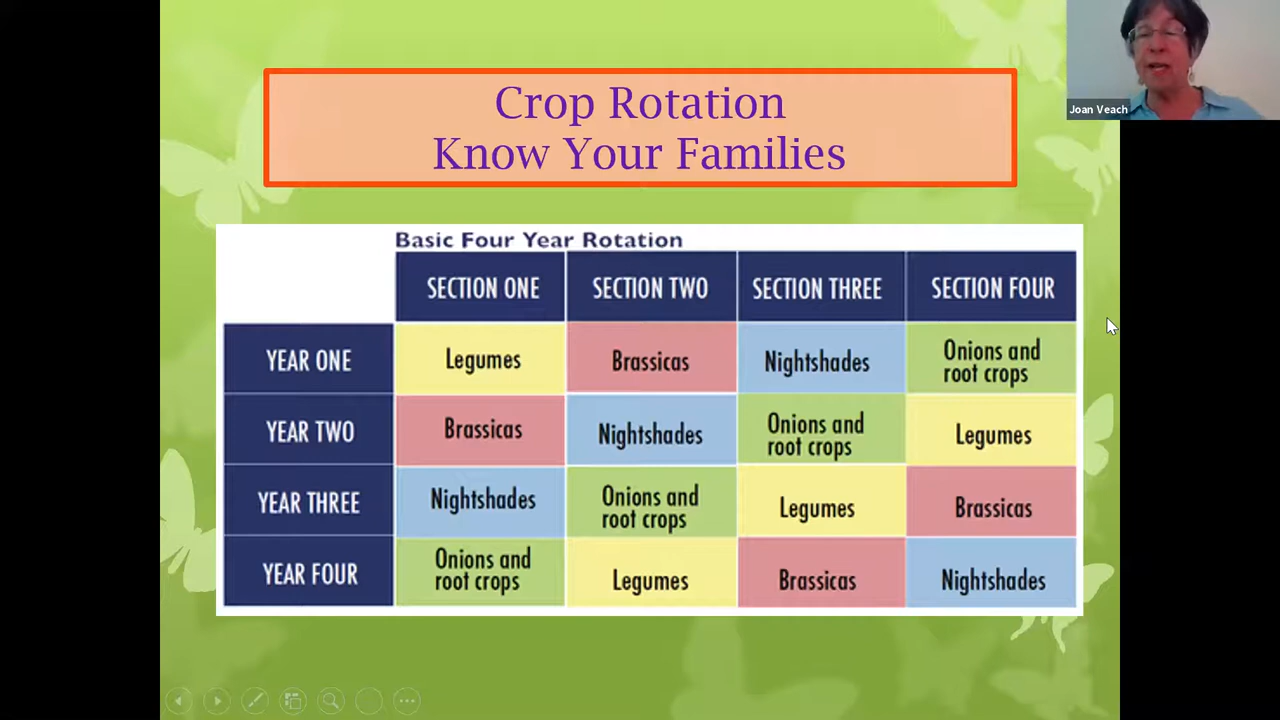 Crop Rotation
Know Your Families
Joan Veach
Basic Four Year Rotation
SECTION ONE
SECTION TWO
SECTION THREE
SECTION FOUR
YEAR ONE
Legumes
Brassicas
Nightshades
Onions and
root crops
YEAR TWO
Brassicas
Nightshades
Onions and
root crops
Legumes
YEAR THREE
Nightshades
Onions and
root crops
Legumes
Brassicas
YEAR FOUR
Onions and
root crops
Legumes
Brassicas
Nightshades